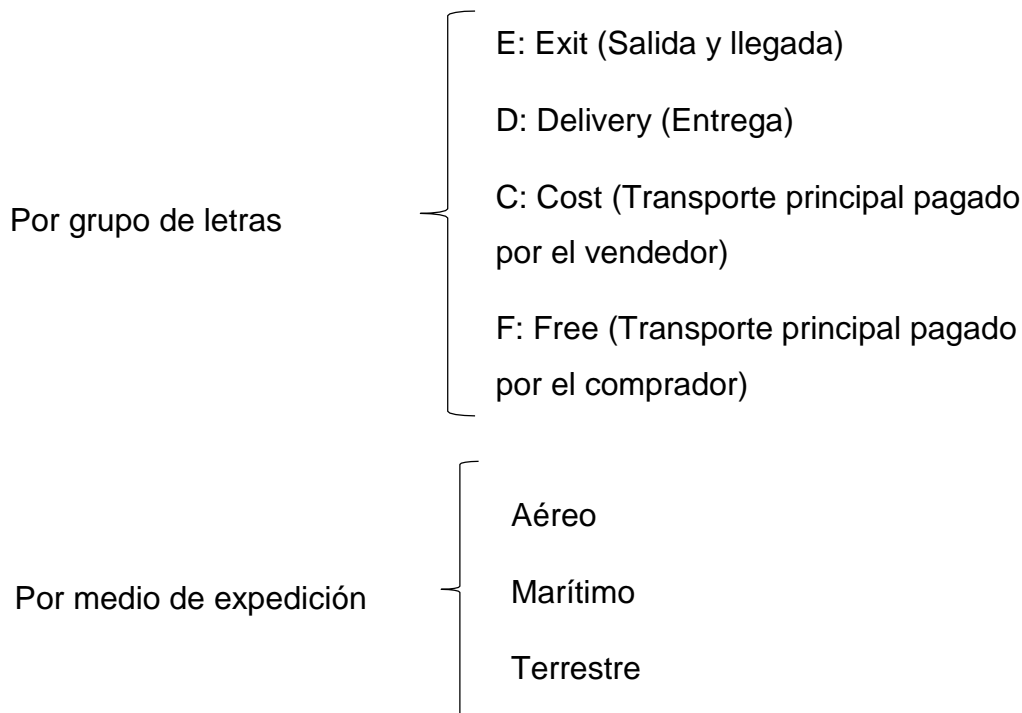 E: Exit (Salida y llegada)
D: Delivery (Entrega)
Por grupo de letras
C: Cost (Transporte principal pagado
por el vendedor)
F: Free (Transporte principal pagado
por el comprador)
Por medio de expedición
Aéreo
Marítimo
Terrestre